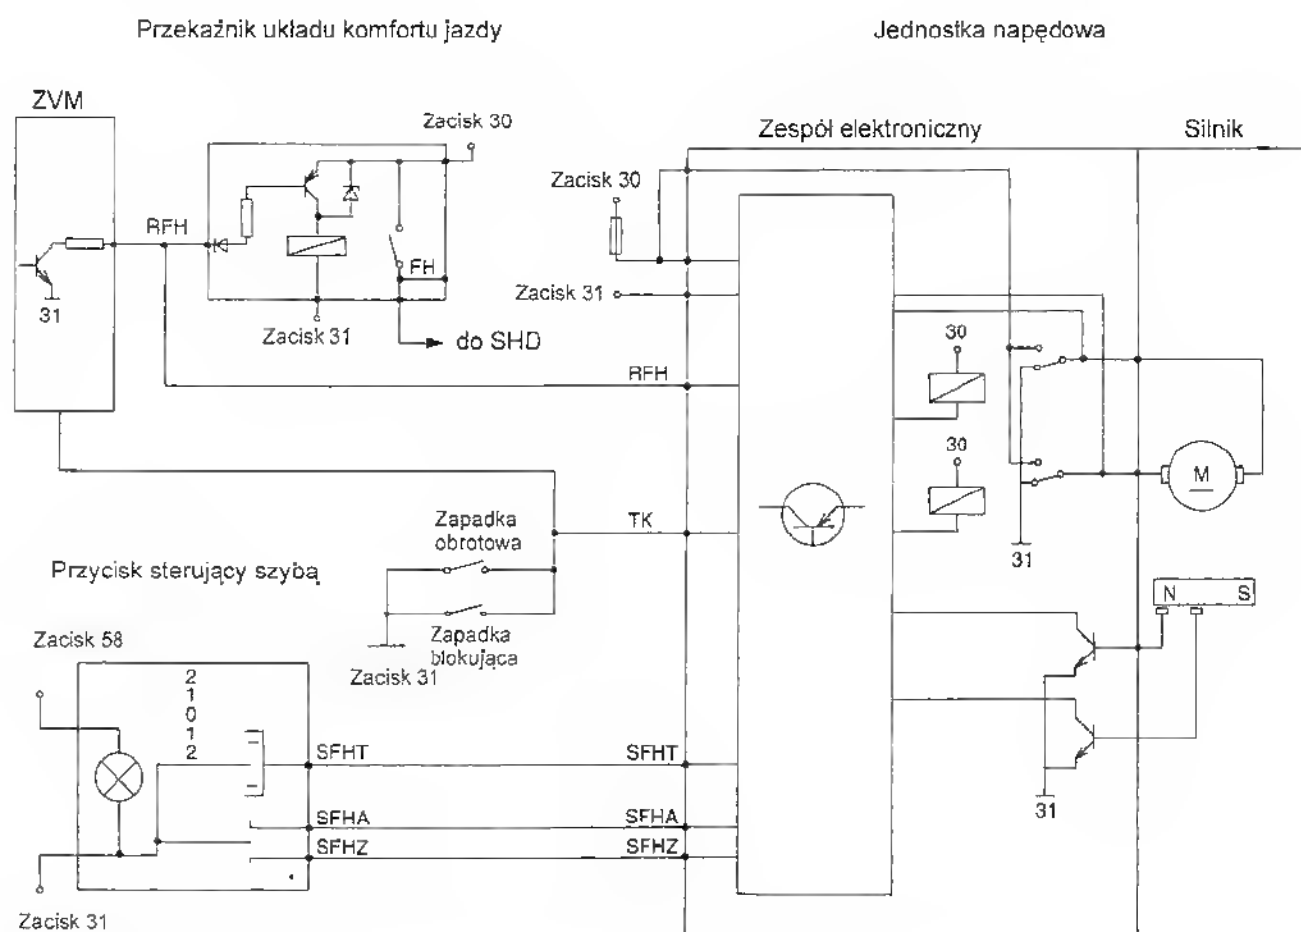 Przekaźnik układu komfortu jazdy
Jednostka napędowa
ZVM
Zacisk 30
Zespół elektroniczny
Silnik
Zacisk 30
RFH
FH
31
Zacisk 31
Zacisk 31
do SHD
30
RFH
30
M
Zapadka
obrotowa
TK
31
Przycisk sterujący szybą
N S
Zacisk 58
Zapadka
blokująca
Zacisk 31
2
1
0
1
2
SFHT
SFHT
31
SFHA
SFHA
SFHZ
SFHZ
Zacisk 31